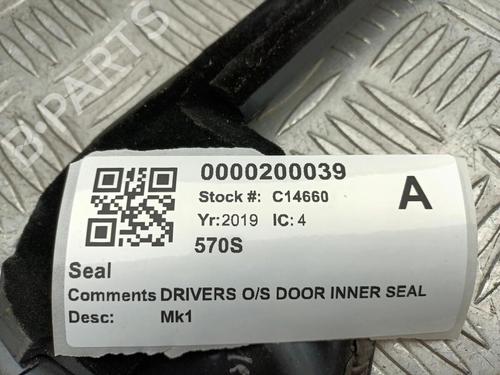 B-PARTS
0000200039
Stock #: C14660
A
Yr:2019 IC: 4
570S
Seal
Comments DRIVERS O/S DOOR INNER SEAL
Desc: Mk1